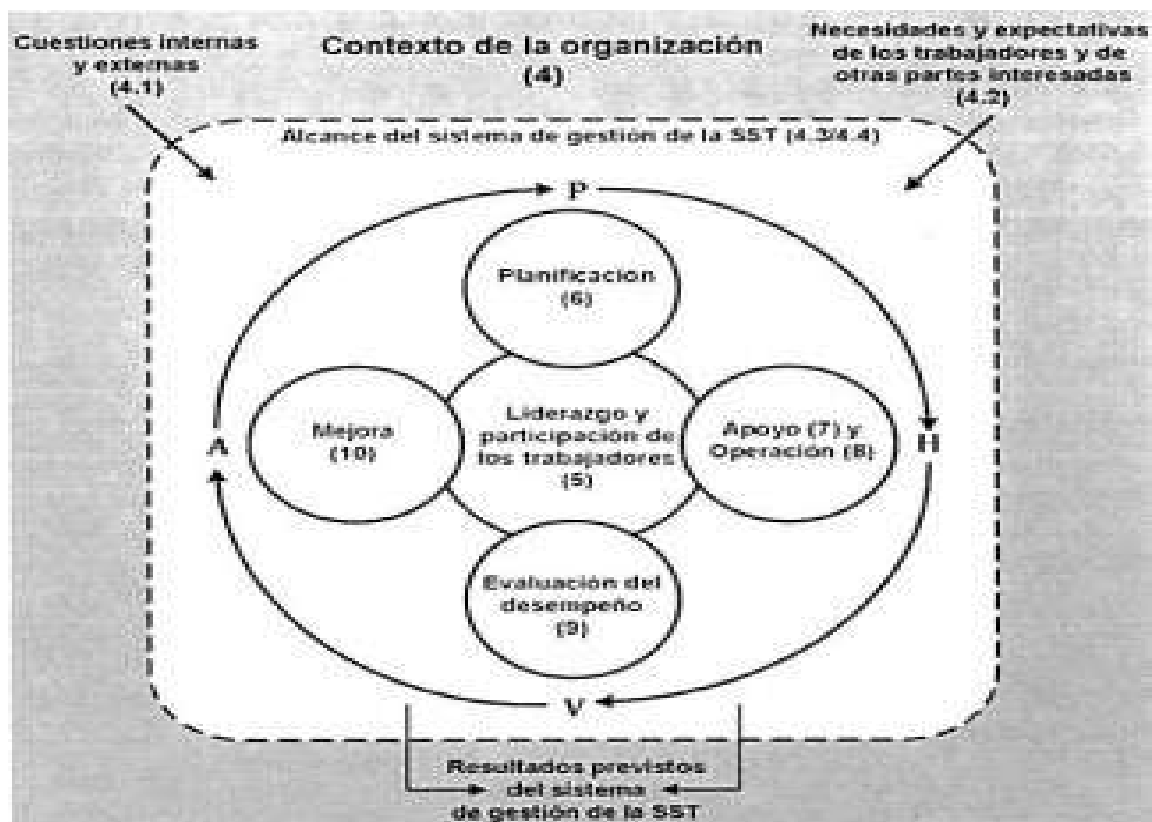 Cuestiones internas
y externas
(4.1)
Contexto de la organización
(4)
Necesidades y expectativas
de los trabajadores y de
otras partes interesadas
(4.2)
Alcance del sistema de gestión de la SST (4.3/4.4)
P
Planificación
(6)
A
Mejora
(10)
Liderazgo y
participación de
los trabajadores
(5)
Apoyo (7) y
Operación (8)
H
Evaluación del
desempeño
(9)
V
Resultados previstos
del sistema
de gestión de la SST